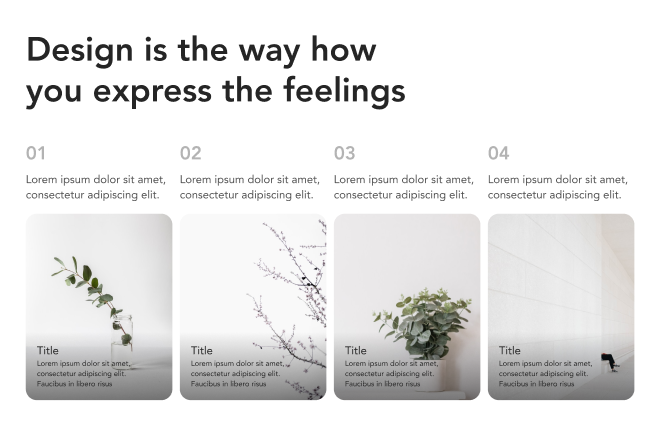 Design is the way how
you express the feelings
01
Lorem ipsum dolor sit amet,
consectetur adipiscing elit.
02
Lorem ipsum dolor sit amet,
consectetur adipiscing elit.
03
Lorem ipsum dolor sit amet,
consectetur adipiscing elit.
04
Lorem ipsum dolor sit amet,
consectetur adipiscing elit.
Title
Lorem ipsum dolor sit amet,
consectetur adipiscing elit.
Faucibus in libero risus
Title
Lorem ipsum dolor sit amet,
consectetur adipiscing elit.
Faucibus in libero risus
Title
Lorem ipsum dolor sit amet,
consectetur adipiscing elit.
Faucibus in libero risus
Title
Lorem ipsum dolor sit amet,
consectetur adipiscing elit.
Faucibus in libero risus